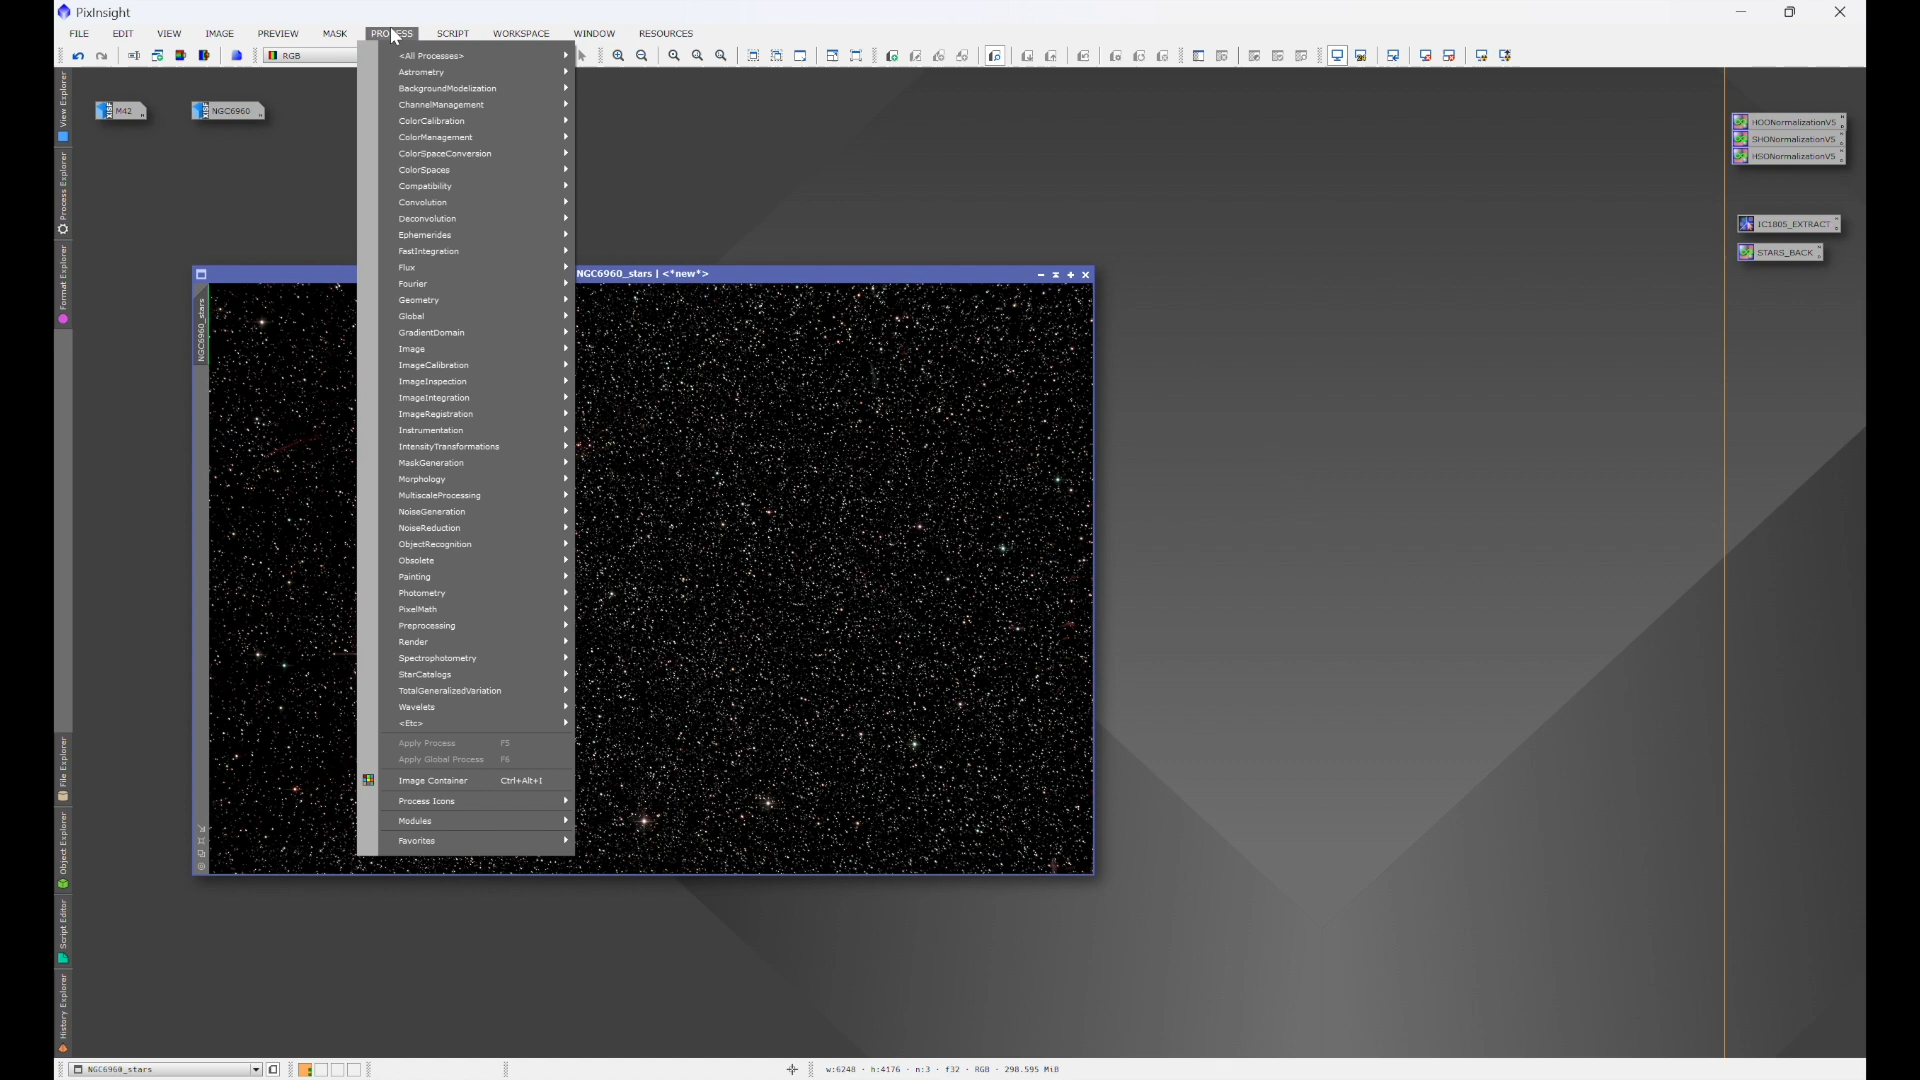 PixInsight
FILE EDIT VIEW IMAGE PREVIEW MASK PROCESS SCRIPT WORKSPACE WINDOW RESOURCES
RGB
View Explorer
Process Explorer
Format Explorer
File Explorer
Object Explorer
Script Editor
History Explorer
XISF M42
XISF NGC6960
<All Processes>
Astrometry
BackgroundModelization
ChannelManagement
ColorCalibration
ColorManagement
ColorSpaceConversion
ColorSpaces
Compatibility
Convolution
Deconvolution
Ephemerides
FastIntegration
Flux
Fourier
Geometry
Global
GradientDomain
Image
ImageCalibration
ImageInspection
ImageIntegration
ImageRegistration
Instrumentation
IntensityTransformations
MaskGeneration
Morphology
MultiscaleProcessing
NoiseGeneration
NoiseReduction
ObjectRecognition
Obsolete
Painting
Photometry
PixelMath
Preprocessing
Render
Spectrophotometry
StarCatalogs
TotalGeneralizedVariation
Wavelets
<Etc>
Apply Process F5
Apply Global Process F6
Image Container Ctrl+Alt+I
Process Icons
Modules
Favorites
NGC6960_stars | <*new*>
NGC6960_stars
HOONormalizationV5
SHONormalizationV5
HSONormalizationV5
IC1805_EXTRACT
STARS_BACK
NGC6960_stars
w:6248 · h:4176 · n:3 · f32 · RGB · 298.595 MiB